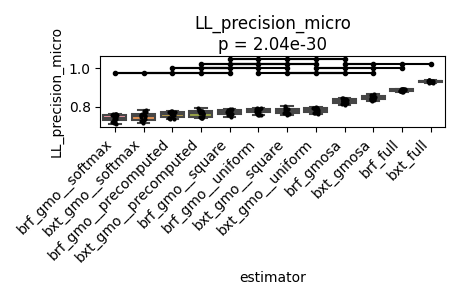 LL_precision_micro
p = 2.04e-30
LL_precision_micro
1.0
0.8
brf_gmo__softmax
bxt_gmo__softmax
brf_gmo__precomputed
bxt_gmo__precomputed
brf_gmo__square
brf_gmo__uniform
bxt_gmo__square
bxt_gmo__uniform
brf_gmosa
bxt_gmosa
brf_full
bxt_full
estimator